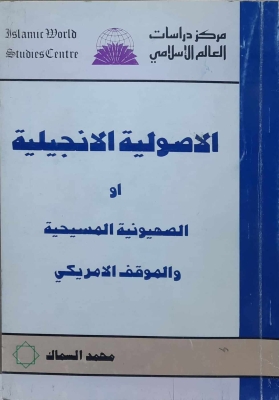 مركز دراسات
العالم الاسلامي
Islamic World
Studies Centre
الاصولية الانجيلية
او
الصهيونية المسيحية
والموقف الامريكي
محمد السماك